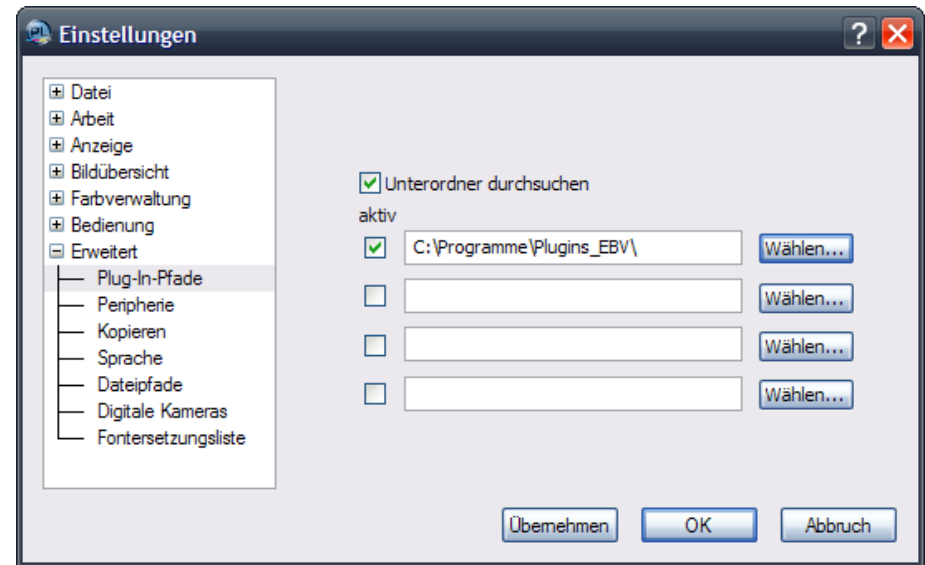 Einstellungen
Datei
Arbeit
Anzeige
Bildübersicht
Farbverwaltung
Bedienung
Erweitert
Plug-In-Pfade
Peripherie
Kopieren
Sprache
Dateipfade
Digitale Kameras
Fontersetzungsliste
Unterordner durchsuchen
aktiv
C:\Programme\Plugins_EBV\ Wählen...
Wählen...
Wählen...
Wählen...
Übernehmen OK Abbruch